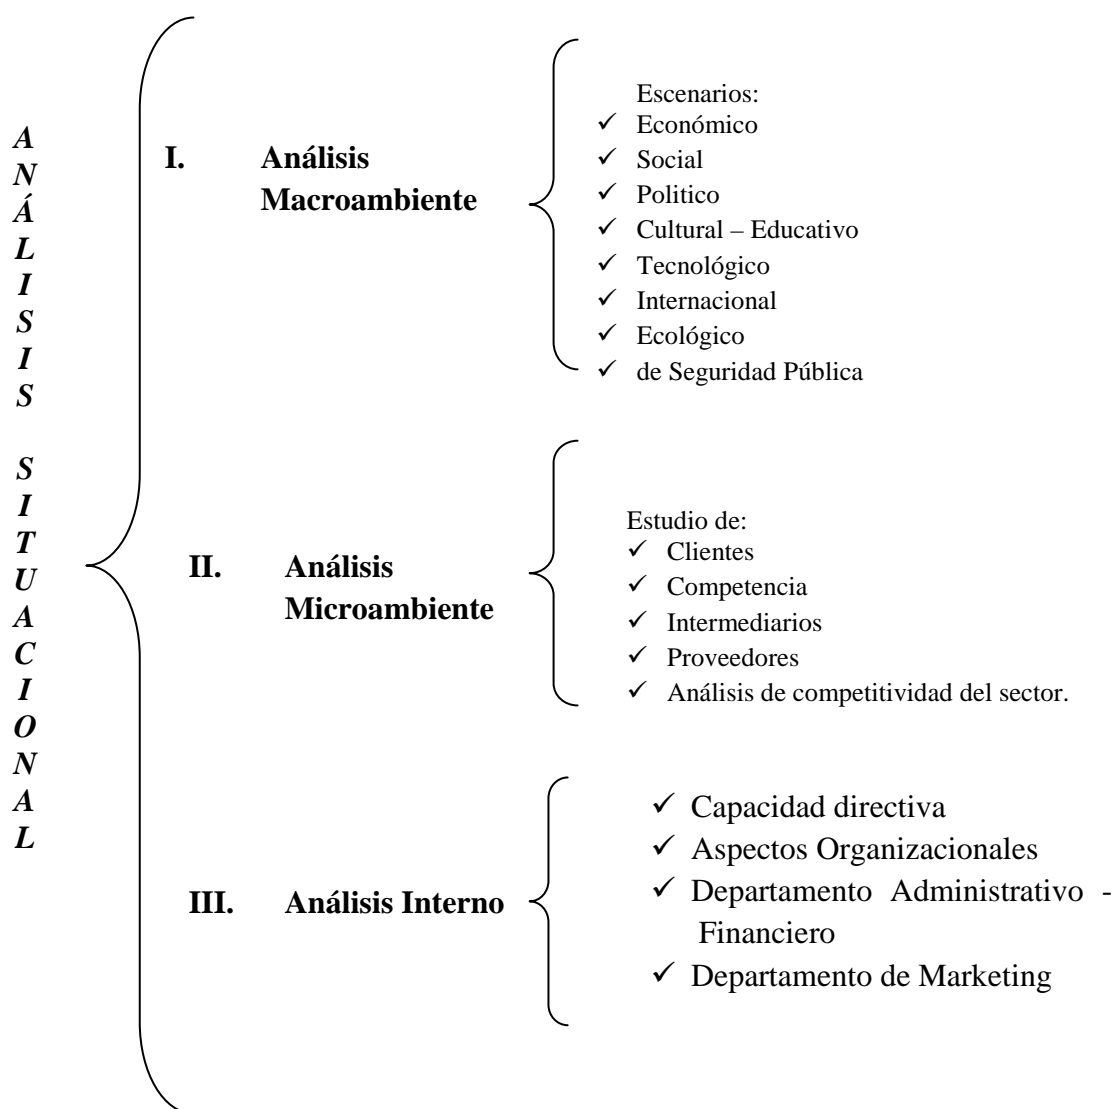 ANÁLISIS SITUACIONAL
I. Análisis
Macroambiente
Escenarios:
✓ Económico
✓ Social
✓ Politico
✓ Cultural – Educativo
✓ Tecnológico
✓ Internacional
✓ Ecológico
✓ de Seguridad Pública
II. Análisis
Microambiente
Estudio de:
✓ Clientes
✓ Competencia
✓ Intermediarios
✓ Proveedores
✓ Análisis de competitividad del sector.
III. Análisis Interno
✓ Capacidad directiva
✓ Aspectos Organizacionales
✓ Departamento Administrativo -
Financiero
✓ Departamento de Marketing